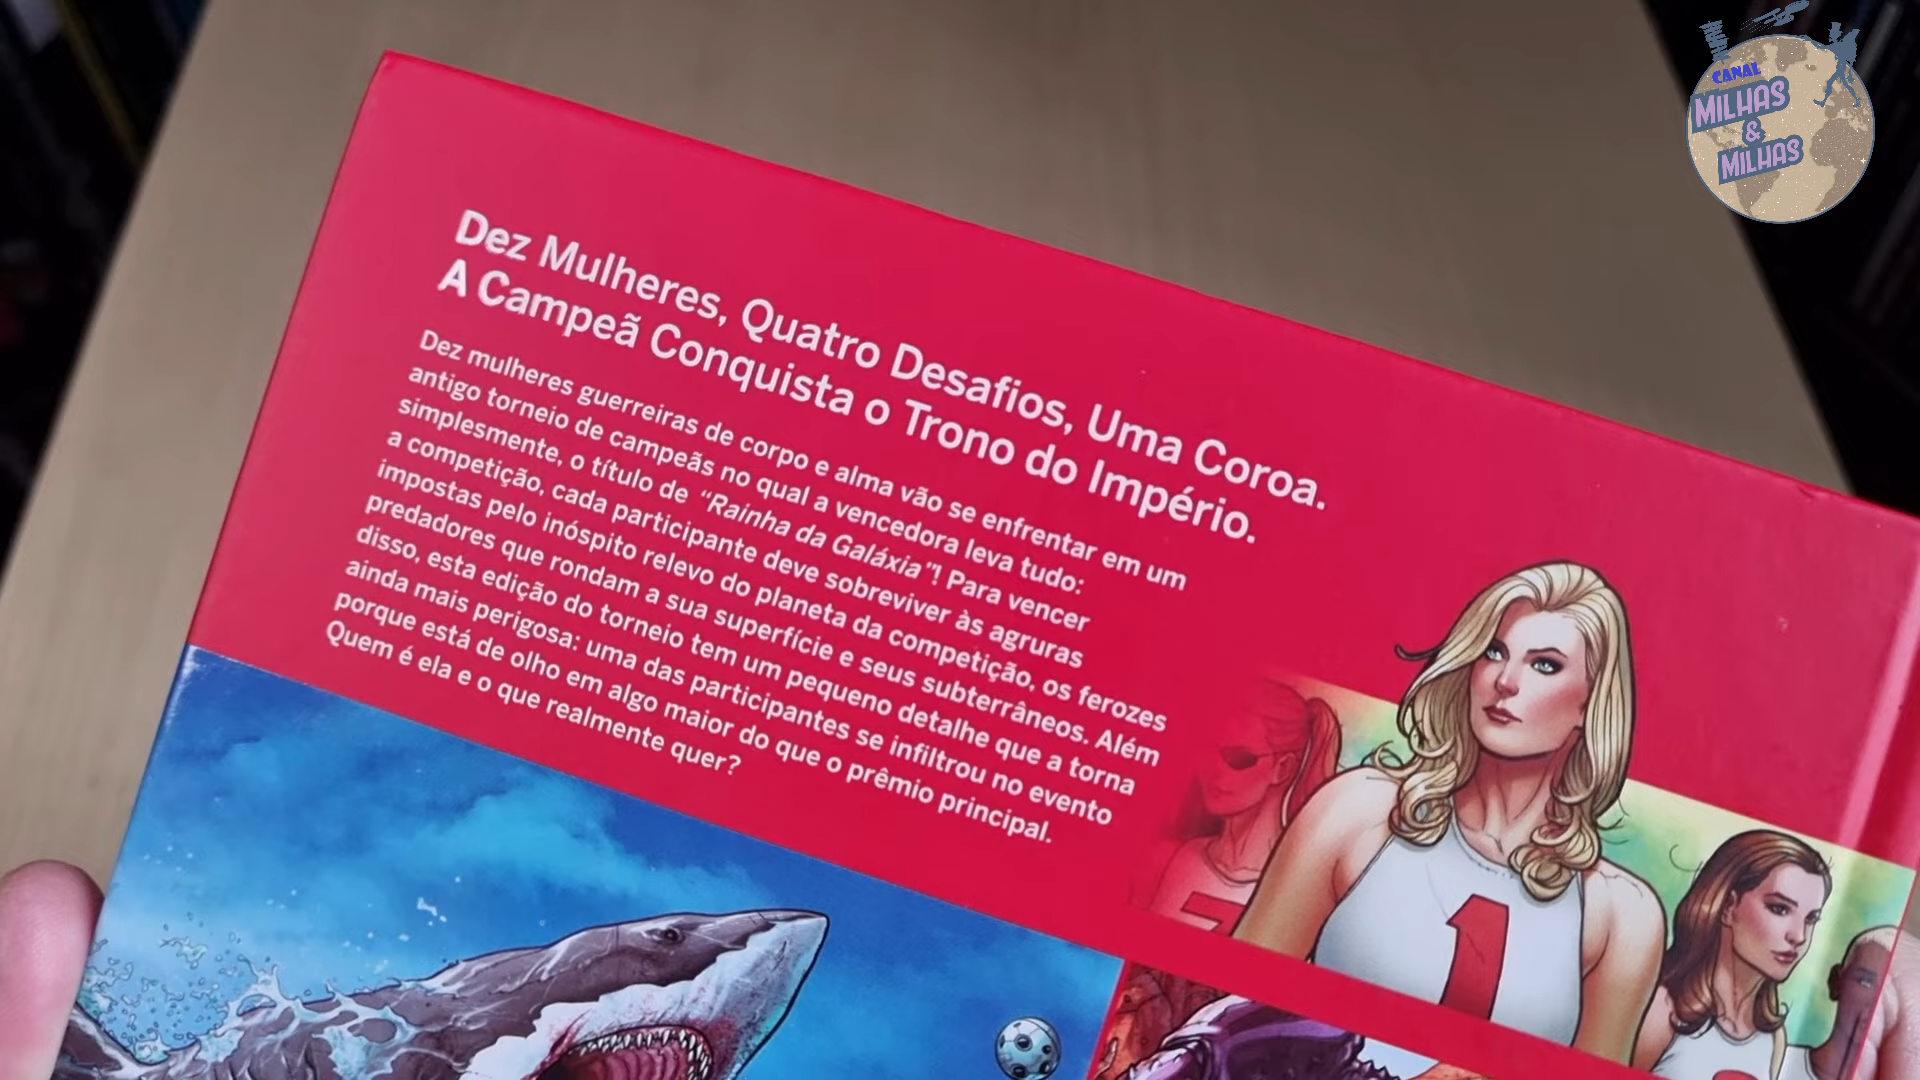 CANAL
MILHAS
&
MILHAS
Dez Mulheres, Quatro Desafios, Uma Coroa.
A Campeã Conquista o Trono do Império.
Dez mulheres guerreiras de corpo e alma vão se enfrentar em um
antigo torneio de campeãs no qual a vencedora leva tudo:
simplesmente, o título de “Rainha da Galáxia”! Para vencer
a competição, cada participante deve sobreviver às agruras
impostas pelo inóspito relevo do planeta da competição, os ferozes
predadores que rondam a sua superfície e seus subterrâneos. Além
disso, esta edição do torneio tem um pequeno detalhe que a torna
ainda mais perigosa: uma das participantes se infiltrou no evento
porque está de olho em algo maior do que o prêmio principal.
Quem é ela e o que realmente quer?
1